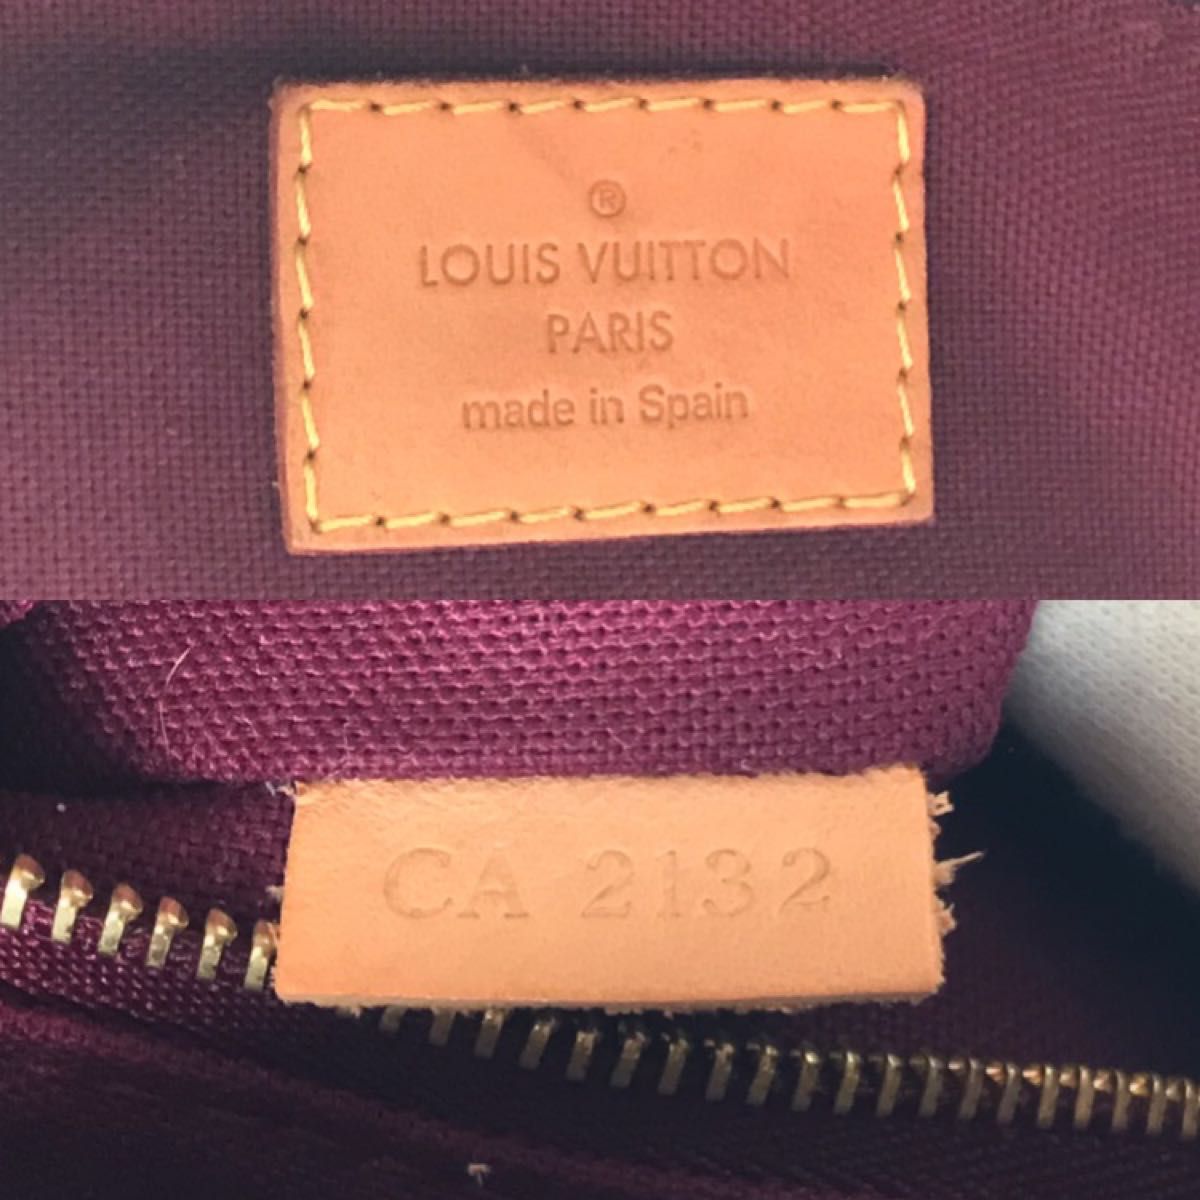 ®
LOUIS VUITTON
PARIS
made in Spain
CA 2132